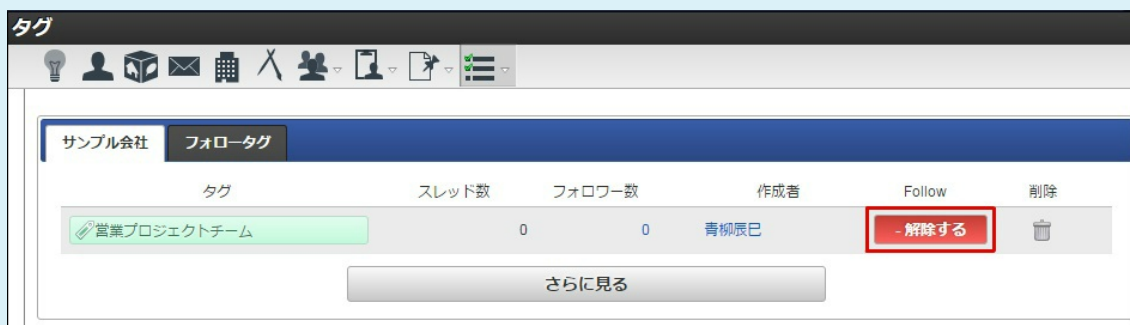 タグ
サンプル会社 フォロータグ
タグ スレッド数 フォロワー数 作成者 Follow 削除
営業プロジェクトチーム 0 0 青柳辰巳 - 解除する
さらに見る